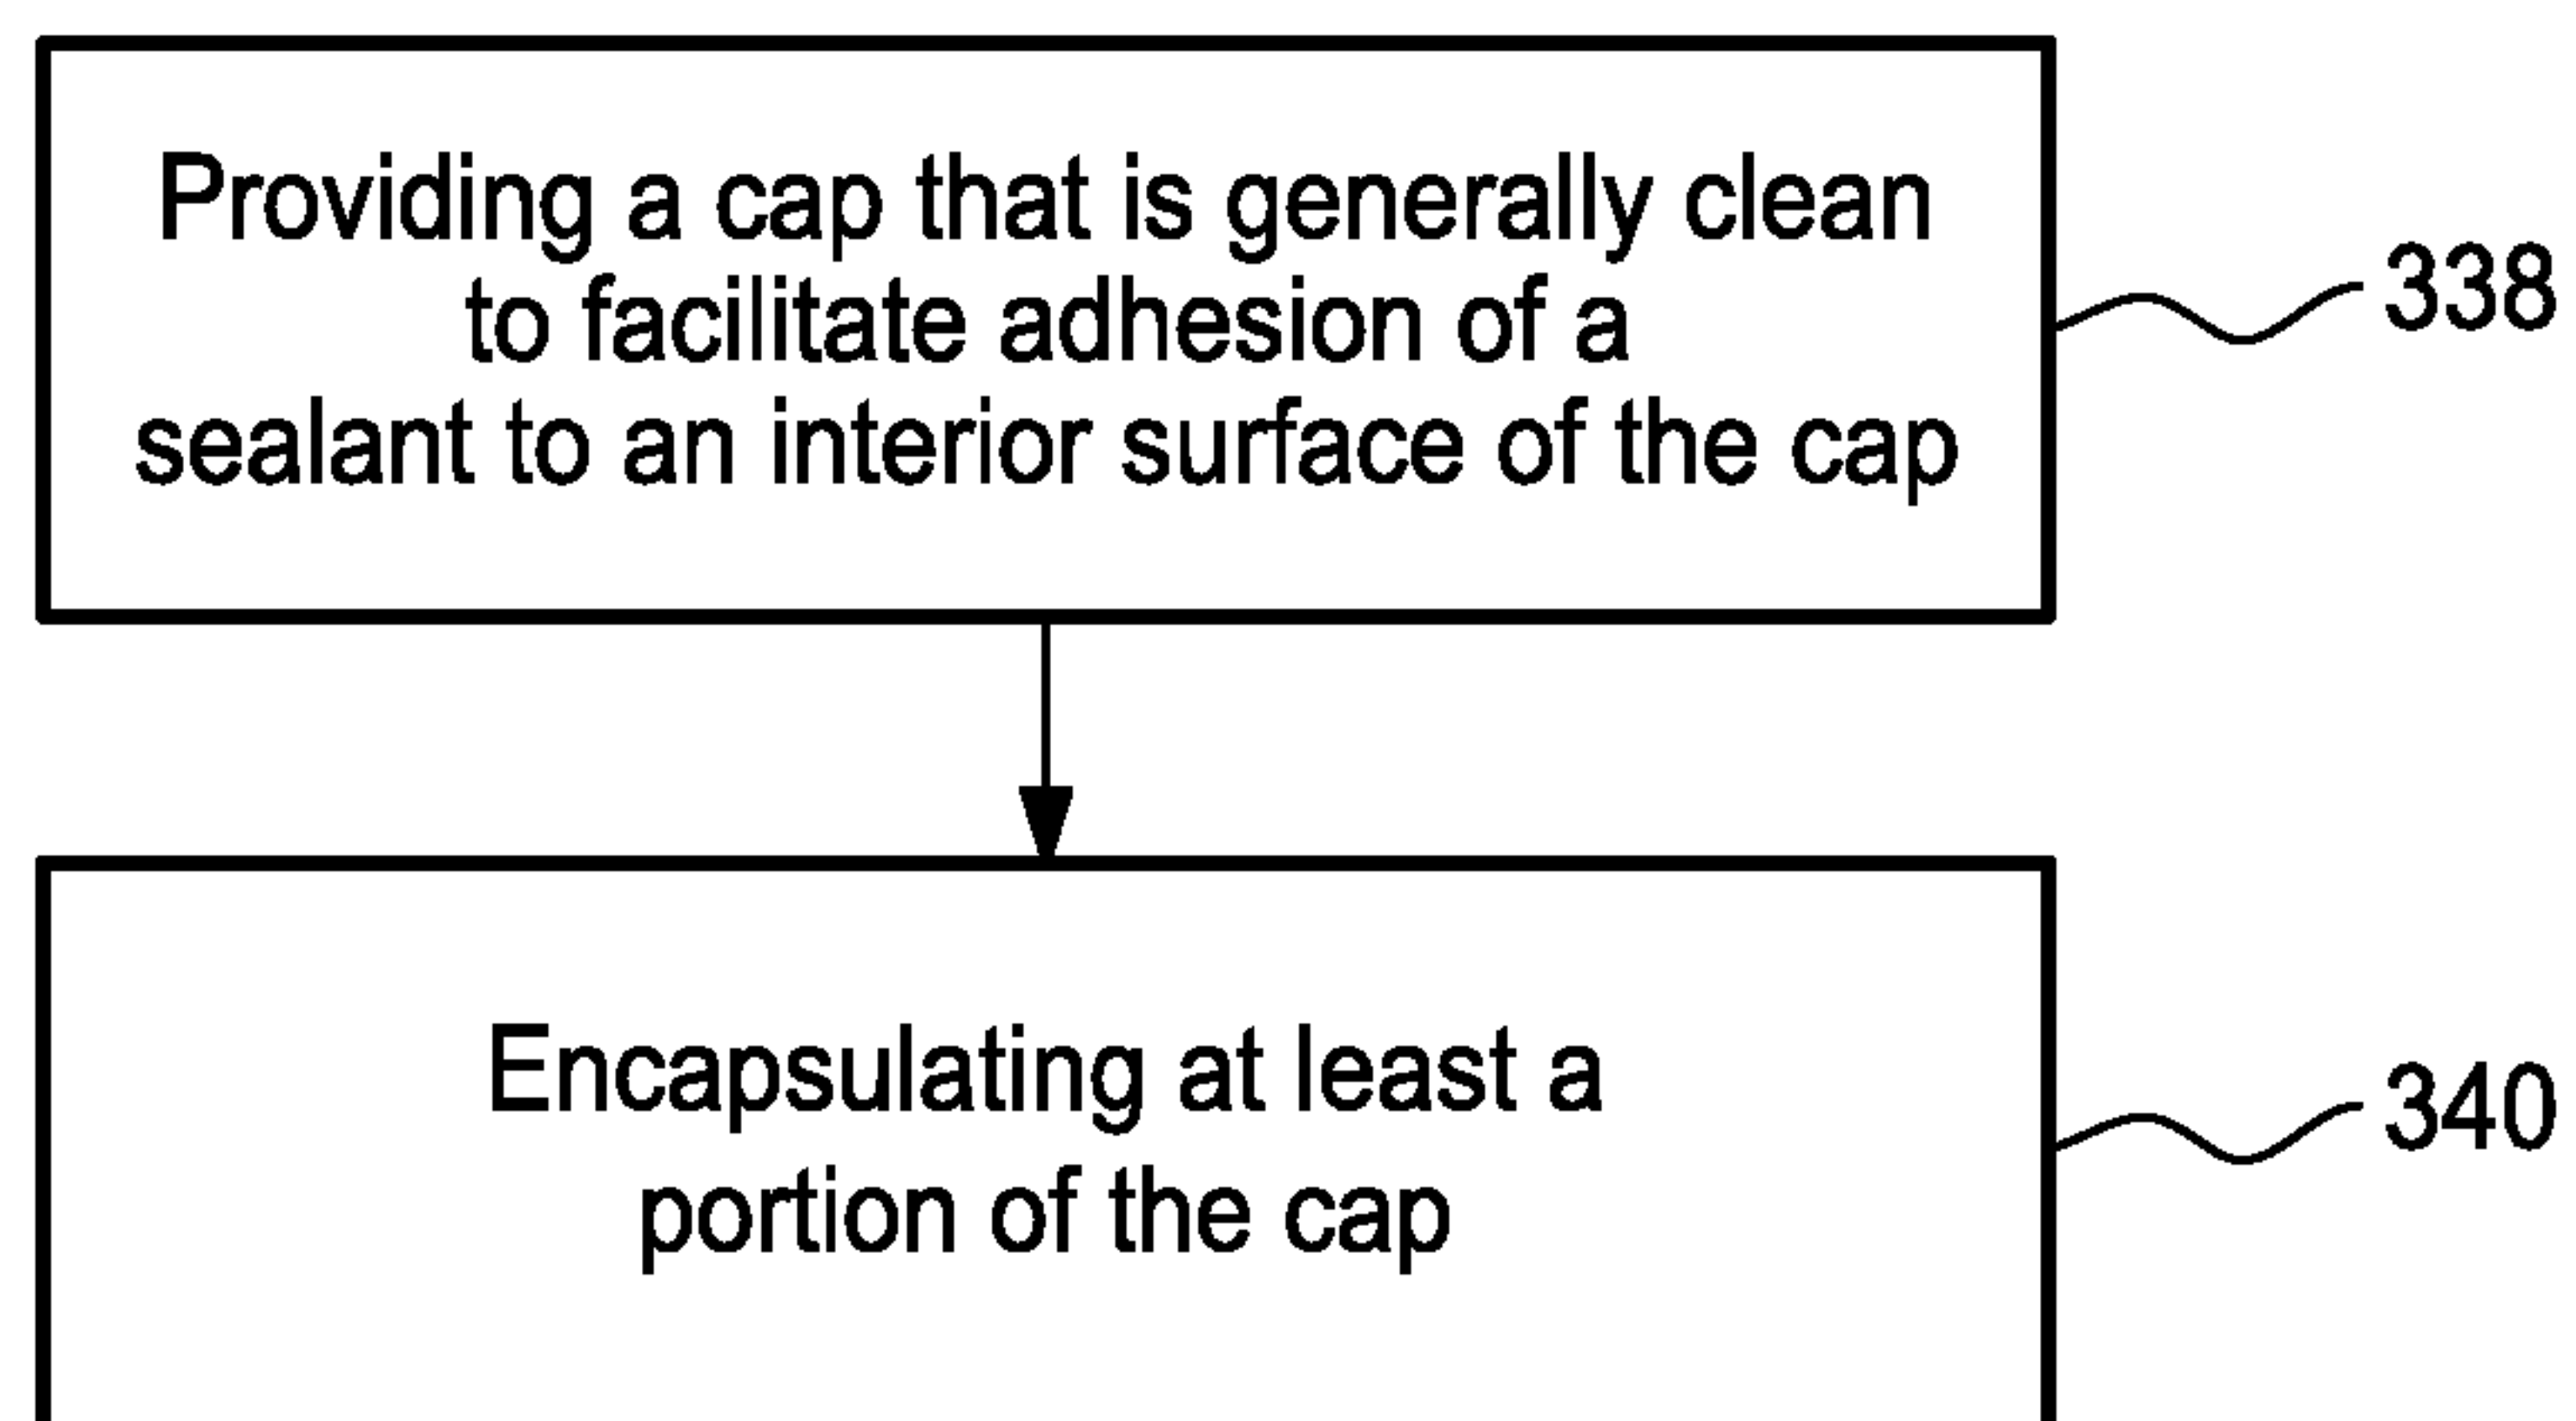 Providing a cap that is generally clean
to facilitate adhesion of a
sealant to an interior surface of the cap
338
Encapsulating at least a
portion of the cap
340